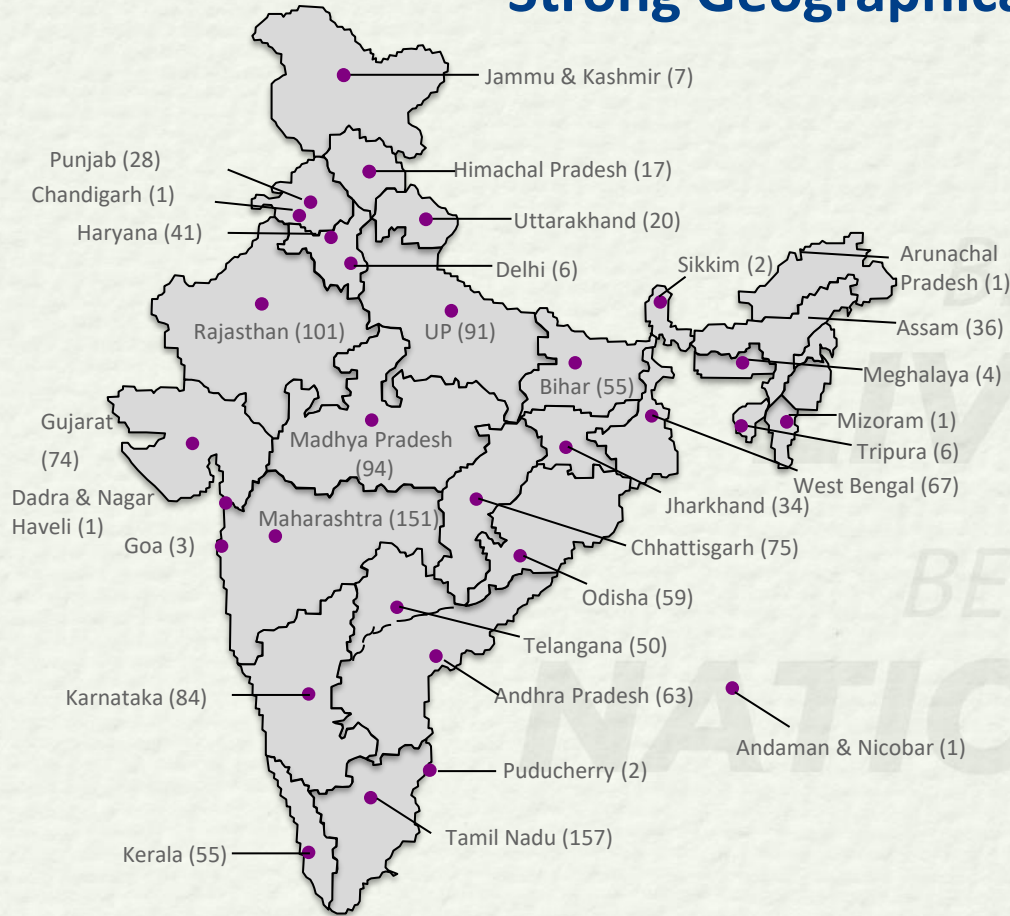 Strong Geographica
Jammu & Kashmir (7)
Punjab (28)
Himachal Pradesh (17)
Chandigarh (1)
Uttarakhand (20)
Haryana (41)
Delhi (6)
Sikkim (2)
Arunachal
Pradesh (1)
Rajasthan (101)
UP (91)
Assam (36)
Bihar (55)
Meghalaya (4)
Gujarat
(74)
Madhya Pradesh
(94)
Mizoram (1)
Tripura (6)
West Bengal (67)
Dadra & Nagar
Haveli (1)
Jharkhand (34)
Maharashtra (151)
Goa (3)
Chhattisgarh (75)
Odisha (59)
Telangana (50)
Karnataka (84)
Andhra Pradesh (63)
Andaman & Nicobar (1)
Puducherry (2)
Tamil Nadu (157)
Kerala (55)
LIV
BE
NATIO